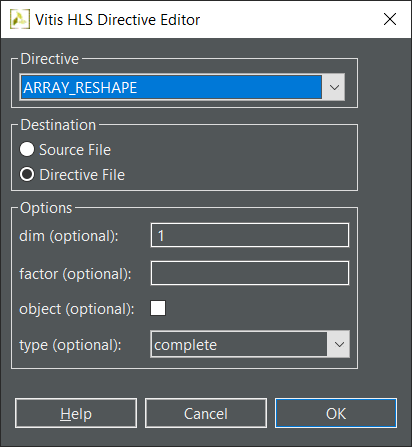 Vitis HLS Directive Editor
Directive
ARRAY_RESHAPE
Destination
Source File
Directive File
Options
dim (optional): 1
factor (optional):
object (optional):
type (optional): complete
Help Cancel OK